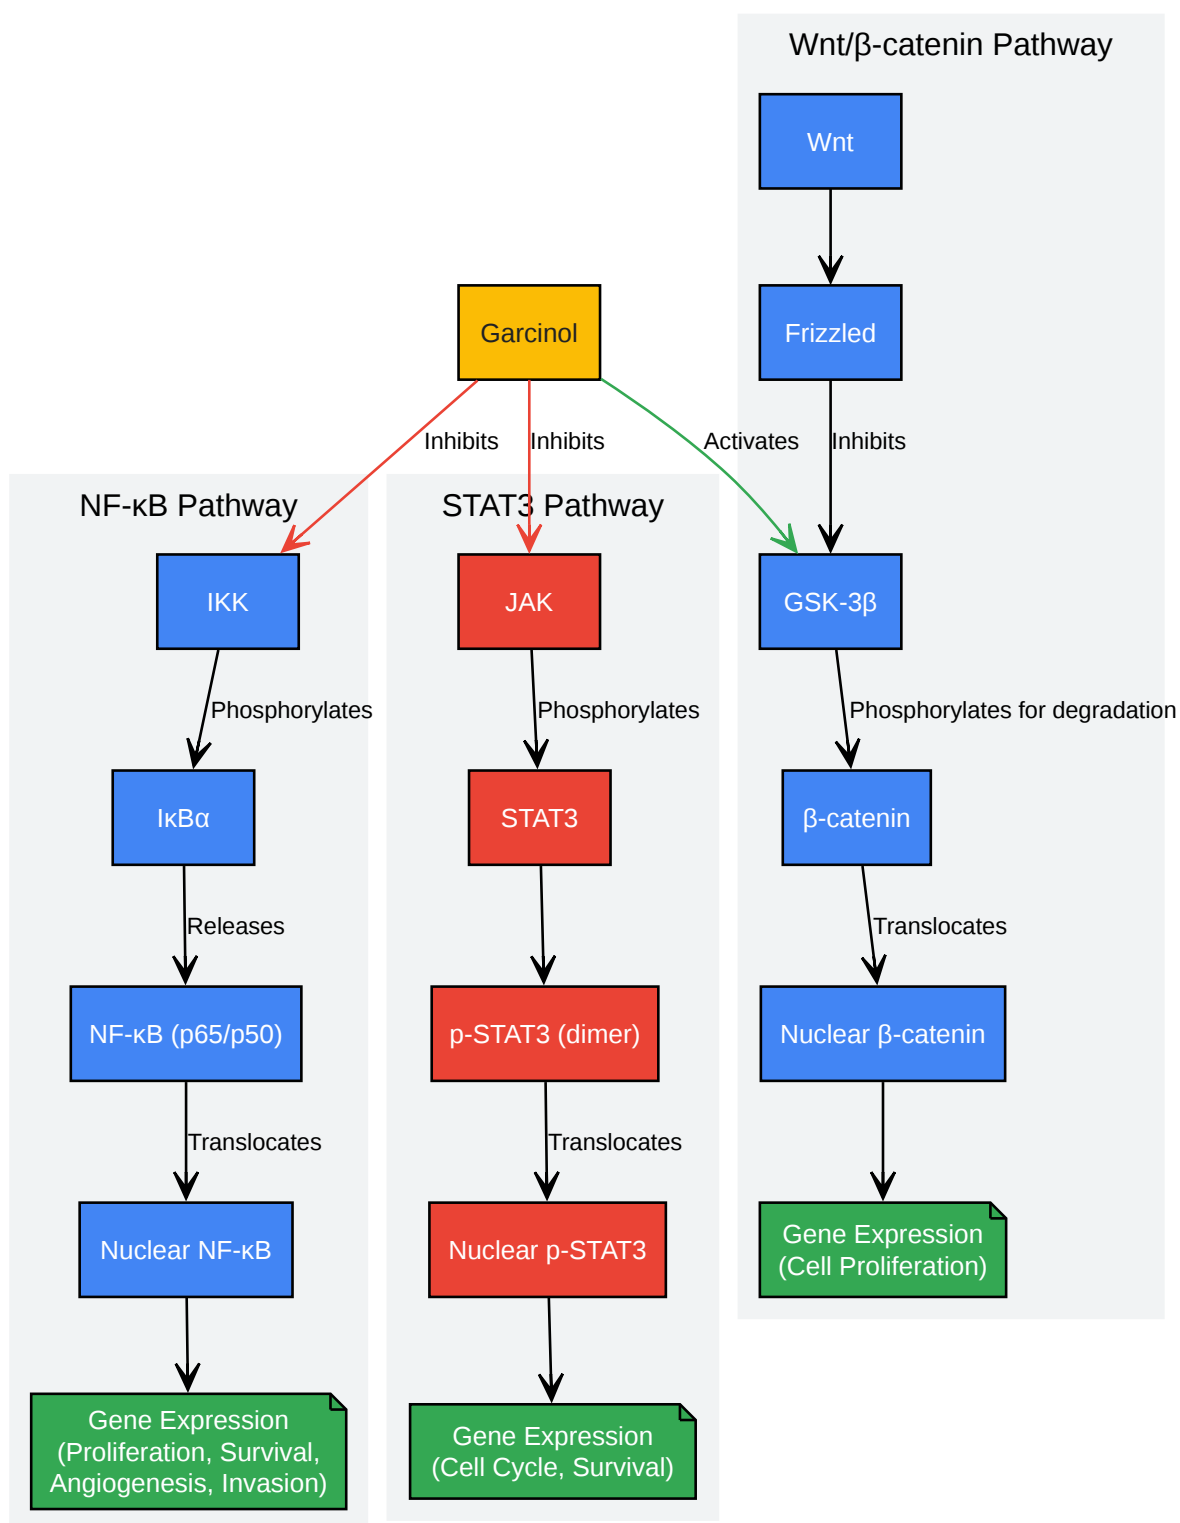 Wnt/β-catenin Pathway
Wnt
Garcinol
Frizzled
Inhibits
Inhibits
Activates
Inhibits
NF-κB Pathway
STAT3 Pathway
IKK
JAK
GSK-3β
Phosphorylates
Phosphorylates
Phosphorylates for degradation
IκBα
STAT3
β-catenin
Releases
Translocates
NF-κB (p65/p50)
p-STAT3 (dimer)
Nuclear β-catenin
Translocates
Translocates
Nuclear NF-κB
Nuclear p-STAT3
Gene Expression
(Cell Proliferation)
Gene Expression
(Proliferation, Survival,
Angiogenesis, Invasion)
Gene Expression
(Cell Cycle, Survival)